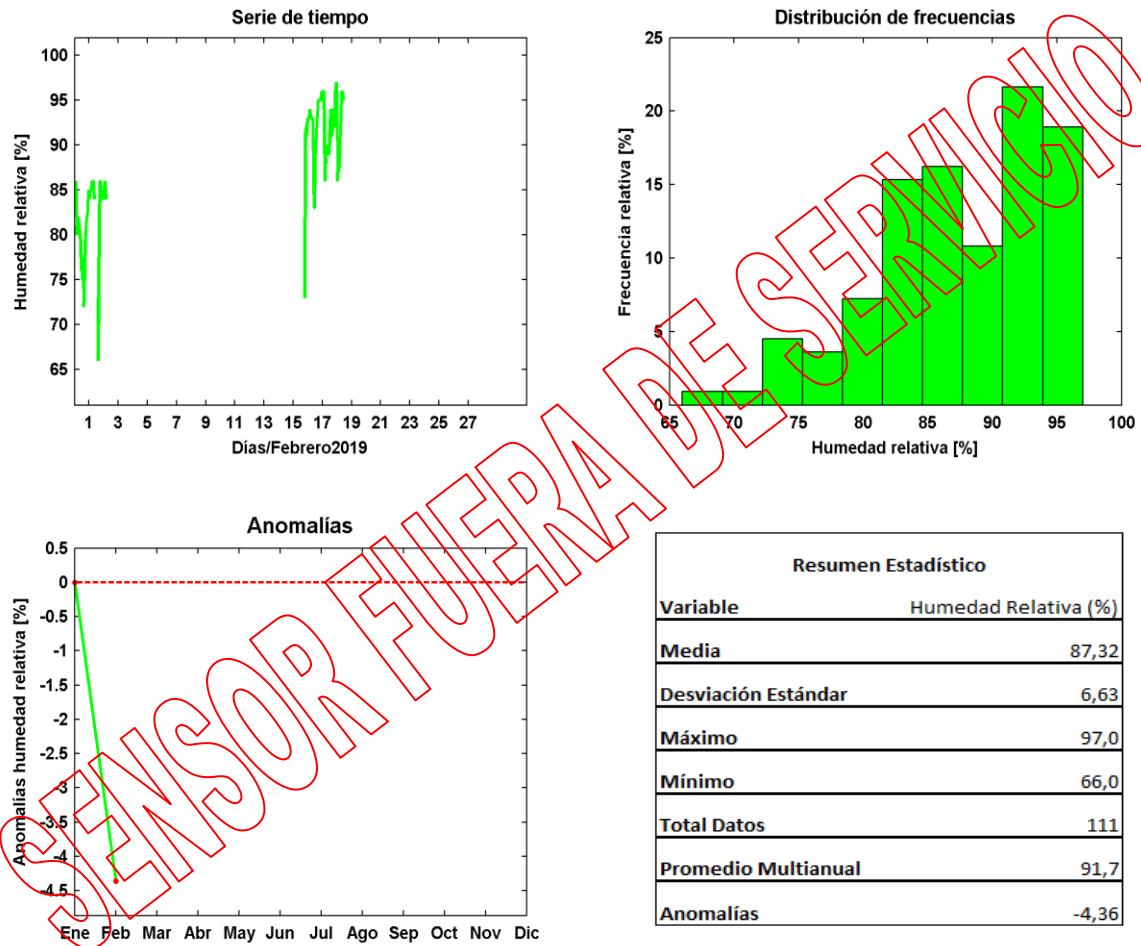 Serie de tiempo
Humedad relativa [%]
100
95
90
85
80
75
70
65
1 3 5 7 9 11 13 15 17 19 21 23 25 27
Días/Febrero2019
Distribución de frecuencias
Frecuencia relativa [%]
25
20
15
10
5
0
65 70 75 80 85 90 95 100
Humedad relativa [%]
Anomalías
Anomalias humedad relativa [%]
0.5
0
-0.5
-1
-1.5
-2
-2.5
-3
-3.5
-4
-4.5
Ene Feb Mar Abr May Jun Jul Ago Sep Oct Nov Dic
Resumen Estadístico
Variable Humedad Relativa (%)
Media 87,32
Desviación Estándar 6,63
Máximo 97,0
Mínimo 66,0
Total Datos 111
Promedio Multianual 91,7
Anomalías -4,36
SENSOR FUERA DE SERVICIO